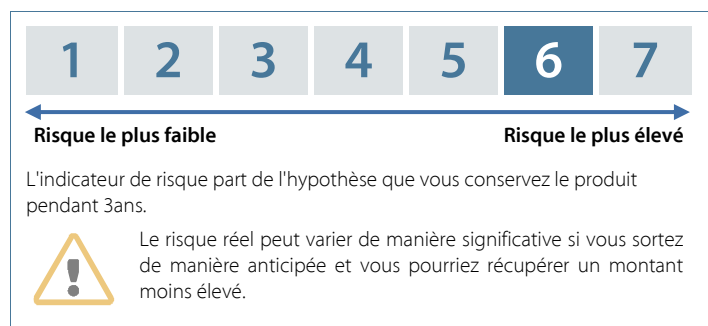 1 2 3 4 5 6 7
Risque le plus faible Risque le plus élevé
L'indicateur de risque part de l'hypothèse que vous conservez le produit
pendant 3ans.
Le risque réel peut varier de manière significative si vous sortez
de manière anticipée et vous pourriez récupérer un montant
moins élevé.